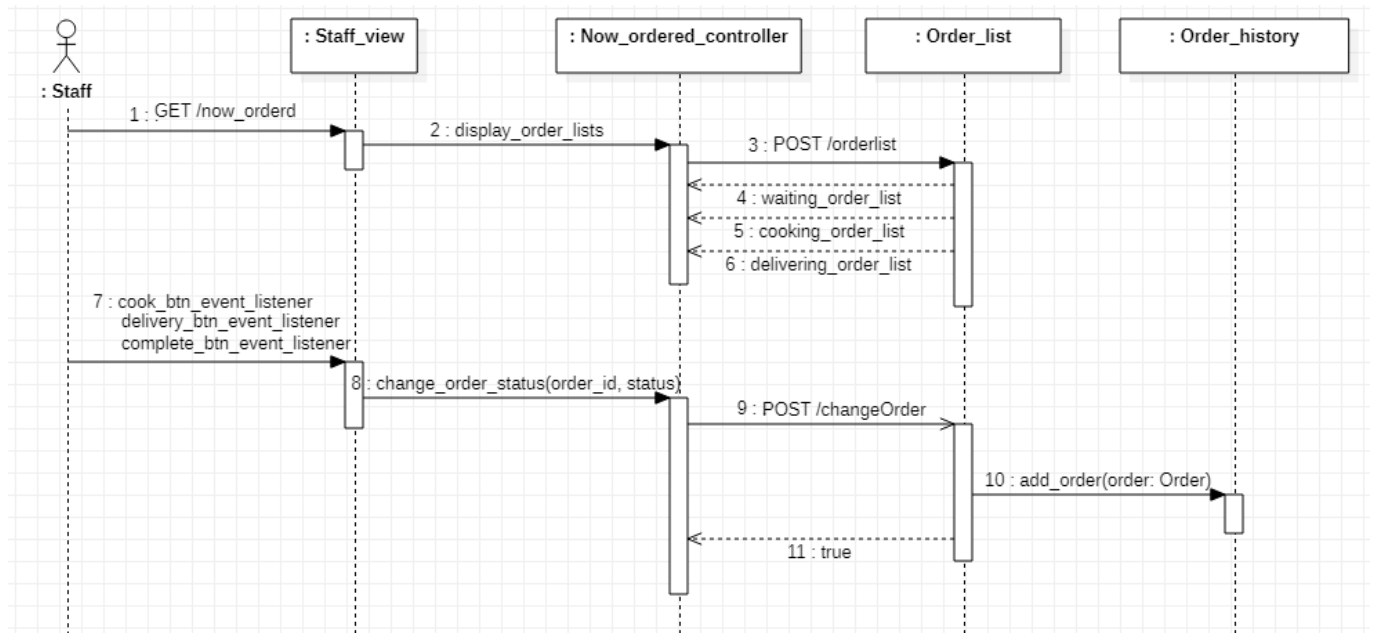 : Staff_view
: Now_ordered_controller
: Order_list
: Order_history
: Staff
1 : GET /now_orderd
2 : display_order_lists
3 : POST /orderlist
4 : waiting_order_list
5 : cooking_order_list
6 : delivering_order_list
7 : cook_btn_event_listener
delivery_btn_event_listener
complete_btn_event_listener
8 : change_order_status(order_id, status)
9 : POST /changeOrder
10 : add_order(order: Order)
11 : true